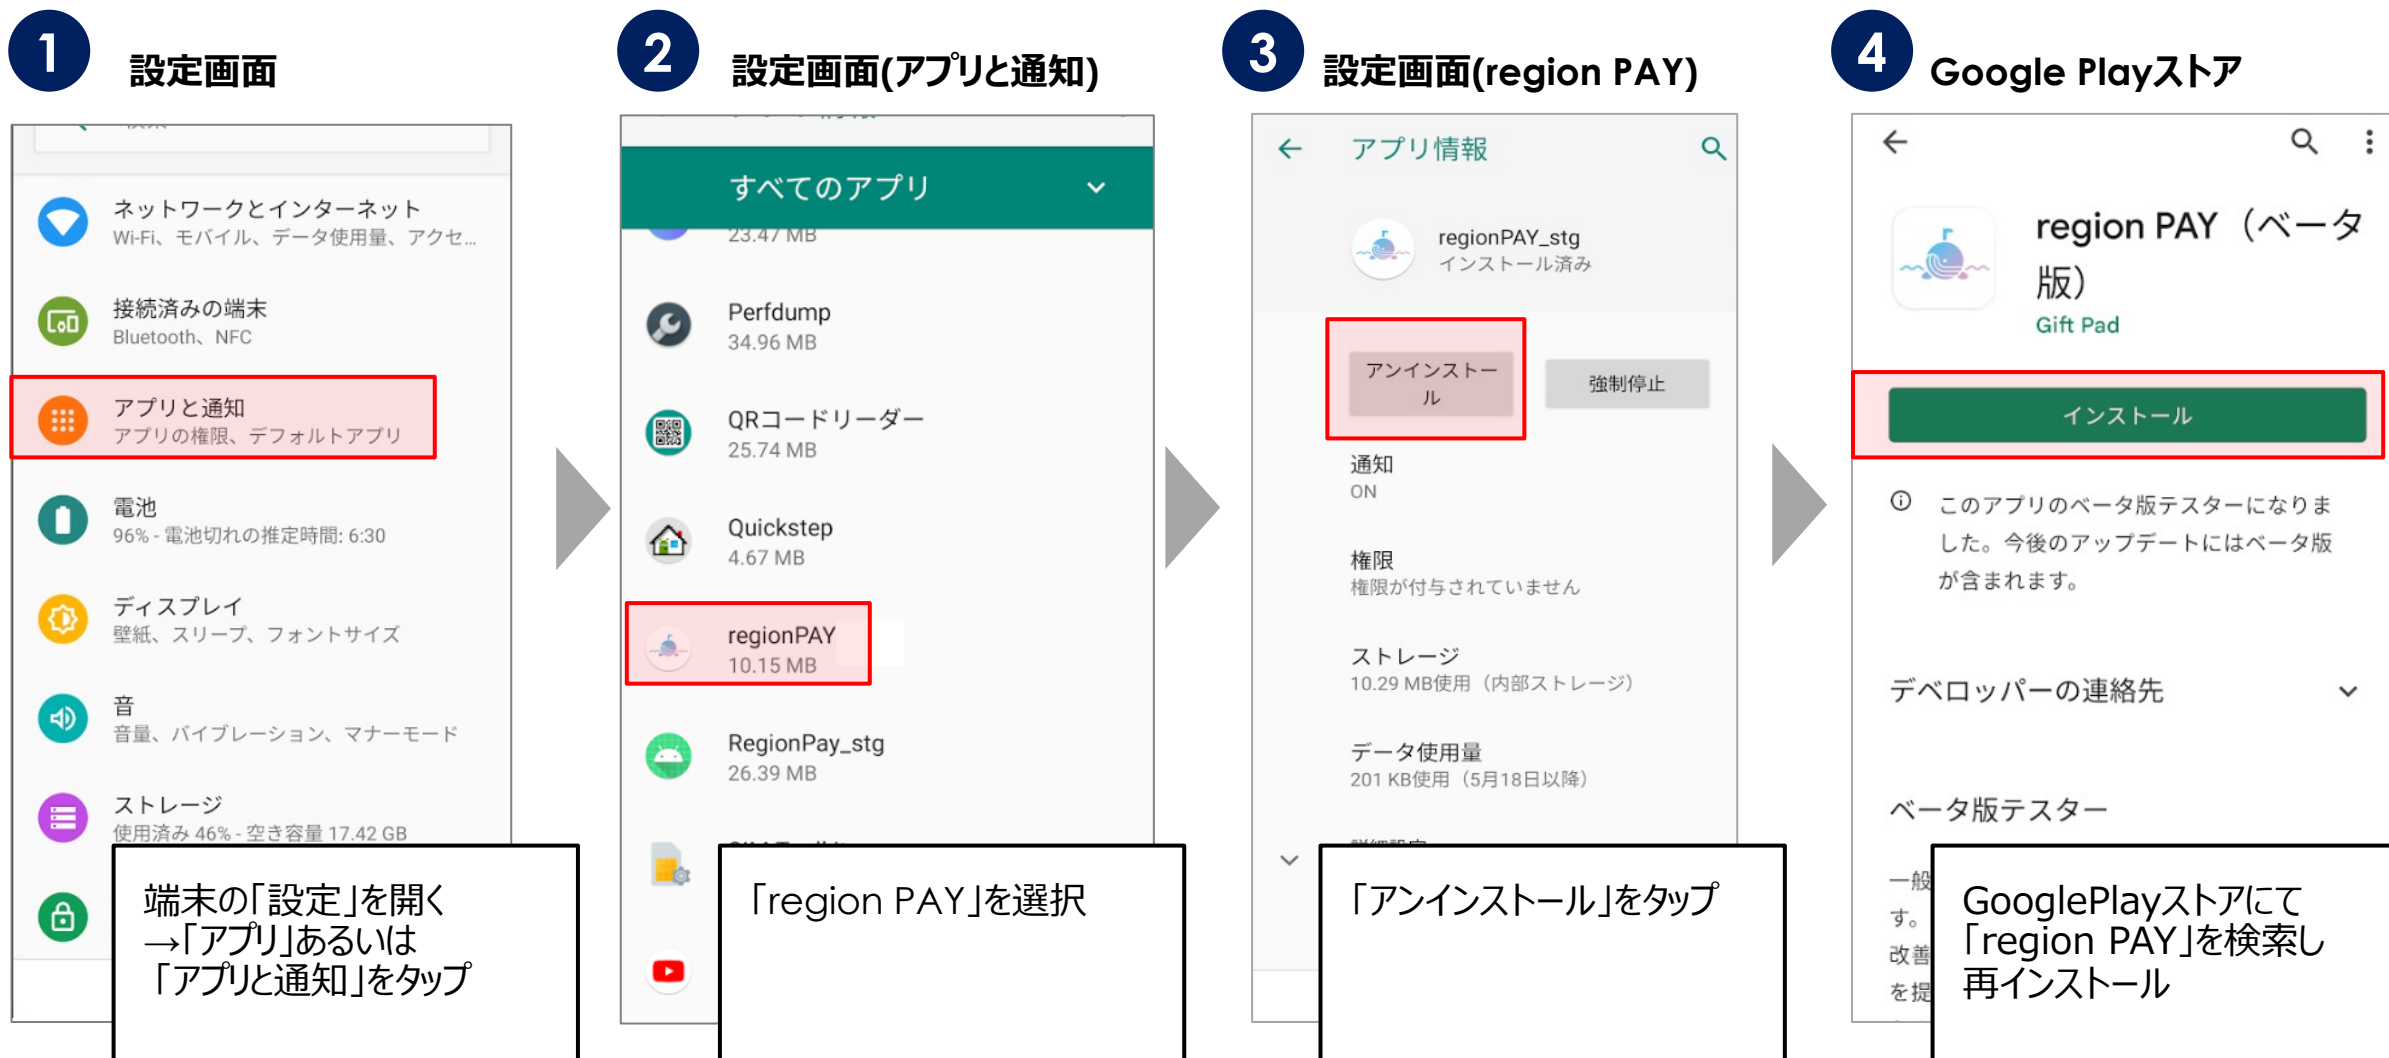 1
設定画面
ネットワークとインターネット
Wi-Fi、モバイル、データ使用量、アクセ...
接続済みの端末
Bluetooth、NFC
アプリと通知
アプリの権限、デフォルトアプリ
電池
96% - 電池切れの推定時間: 6:30
ディスプレイ
壁紙、スリープ、フォントサイズ
音
音量、バイブレーション、マナーモード
ストレージ
使用済み 46% - 空き容量 17.42 GB
端末の「設定」を開く
→「アプリ」あるいは
「アプリと通知」をタップ
2
設定画面(アプリと通知)
すべてのアプリ
23.47 MB
Perfdump
34.96 MB
QRコードリーダー
25.74 MB
Quickstep
4.67 MB
regionPAY
10.15 MB
RegionPay_stg
26.39 MB
「region PAY」を選択
3
設定画面(region PAY)
アプリ情報
regionPAY_stg
インストール済み
アンインストー
ル
強制停止
通知
ON
権限
権限が付与されていません
ストレージ
10.29 MB使用（内部ストレージ）
データ使用量
201 KB使用（5月18日以降）
「アンインストール」をタップ
4
Google Playストア
region PAY（ベータ
版）
Gift Pad
インストール
このアプリのベータ版テスターになりま
した。今後のアップデートにはベータ版
が含まれます。
デベロッパーの連絡先
ベータ版テスター
一般
す。
改善
を提
GooglePlayストアにて
「region PAY」を検索し
再インストール